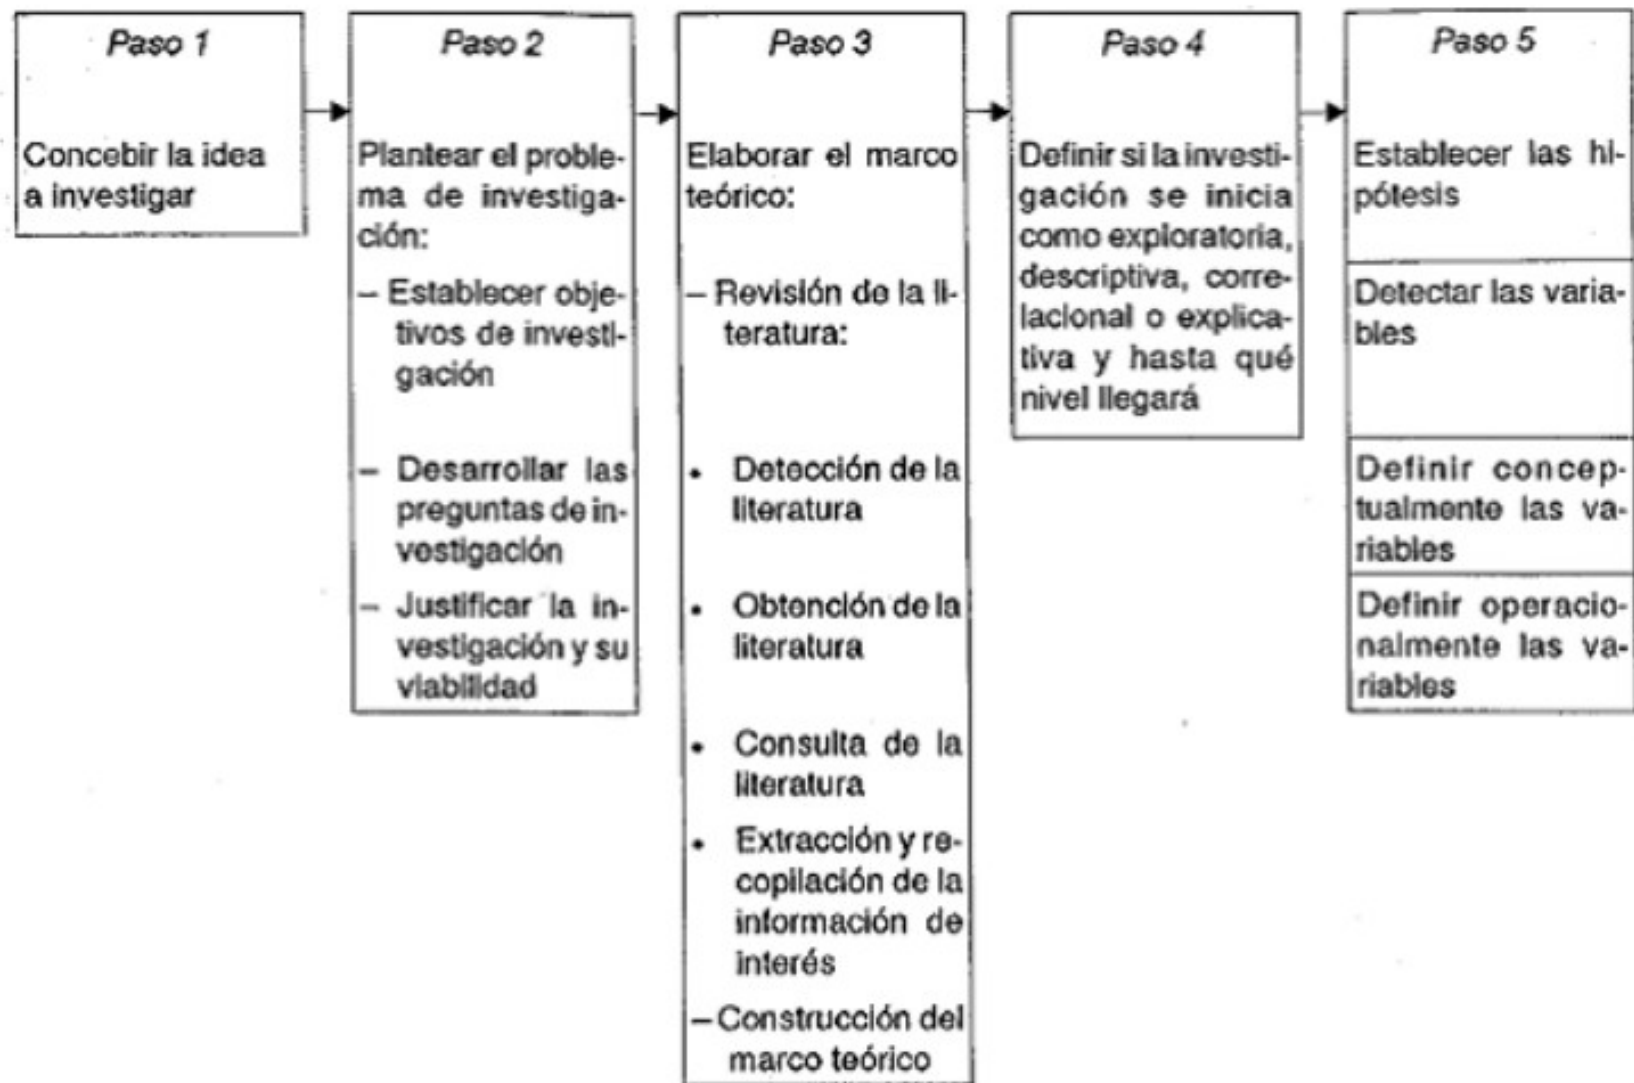 Paso 1
Concebir la idea
a investigar
Paso 2
Plantear el proble-
ma de investiga-
ción:
– Establecer obje-
tivos de investi-
gación
– Desarrollar las
preguntas de in-
vestigación
– Justificar la in-
vestigación y su
viabilidad
Paso 3
Elaborar el marco
teórico:
– Revisión de la li-
teratura:
• Detección de la
literatura
• Obtención de la
literatura
• Consulta de la
literatura
• Extracción y re-
copilación de la
información de
interés
– Construcción del
marco teórico
Paso 4
Definir si la investi-
gación se inicia
como exploratoria,
descriptiva, corre-
lacional o explica-
tiva y hasta qué
nivel llegará
Paso 5
Establecer las hi-
pótesis
Detectar las varia-
bles
Definir concep-
tualmente las va-
riables
Definir operacio-
nalmente las va-
riables